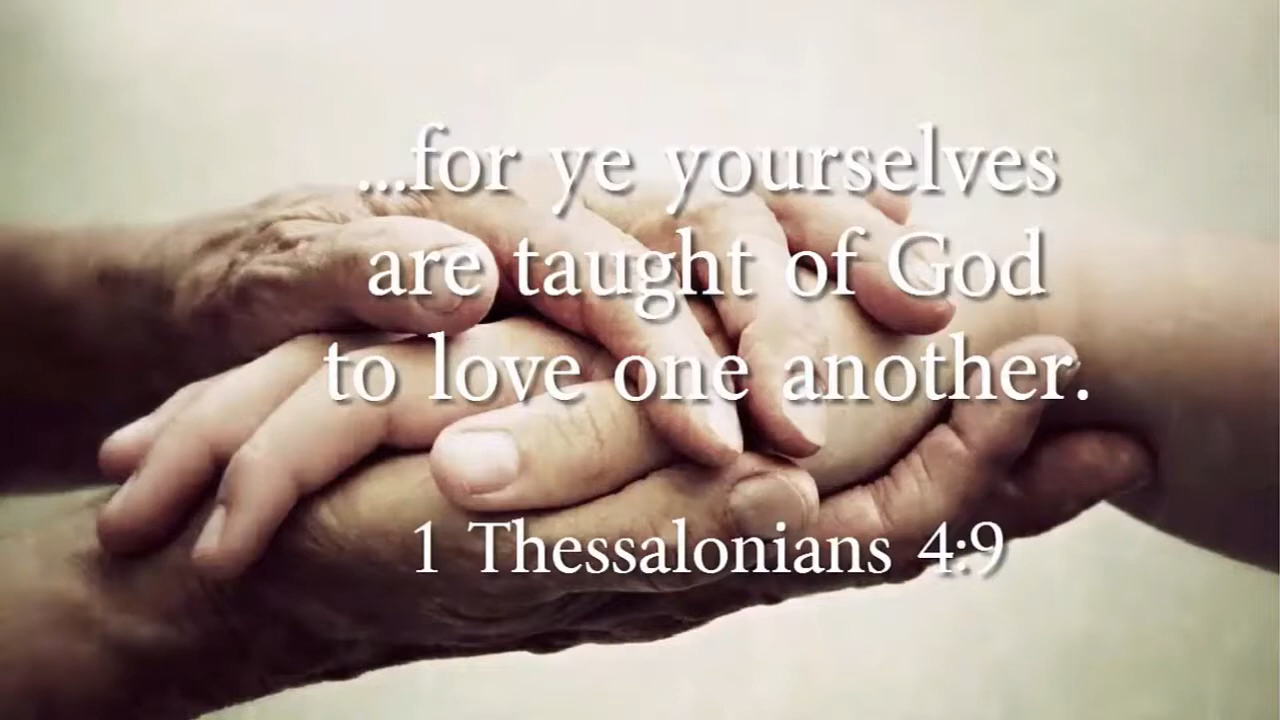 ...for ye yourselves
are taught of God
to love one another.
1 Thessalonians 4:9